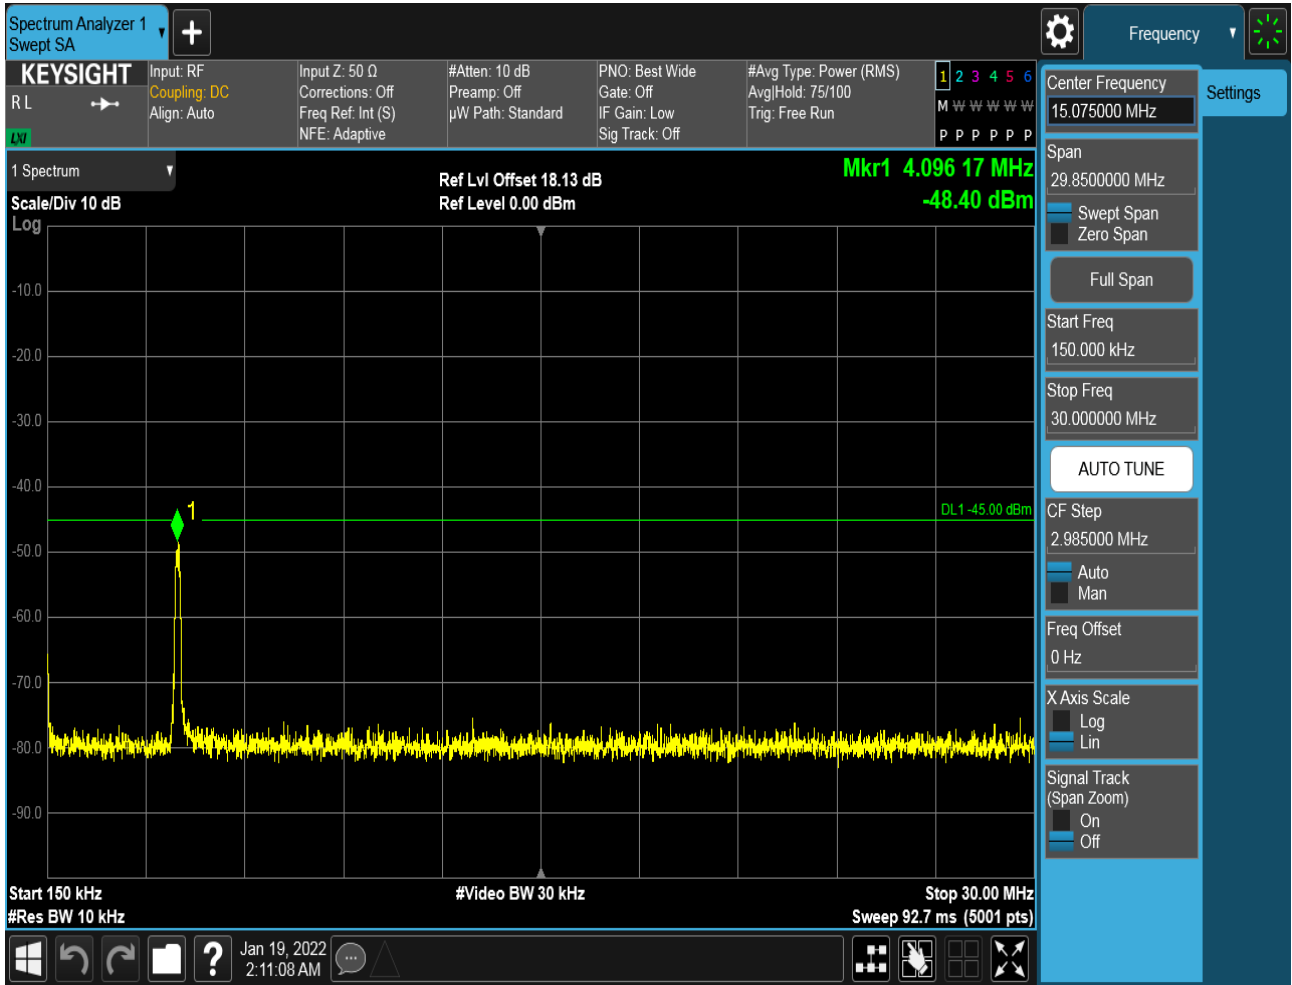 Spectrum Analyzer 1
Swept SA
Frequency
KEYSIGHT
R L
LXI
Input: RF
Coupling: DC
Align: Auto
Input Z: 50 Ω
Corrections: Off
Freq Ref: Int (S)
NFE: Adaptive
#Atten: 10 dB
Preamp: Off
µW Path: Standard
PNO: Best Wide
Gate: Off
IF Gain: Low
Sig Track: Off
#Avg Type: Power (RMS)
Avg|Hold: 75/100
Trig: Free Run
1 2 3 4 5 6
M W W W W W
P P P P P P
1 Spectrum
Scale/Div 10 dB
Log
Ref Lvl Offset 18.13 dB
Ref Level 0.00 dBm
Mkr1 4.096 17 MHz
-48.40 dBm
-10.0
-20.0
-30.0
-40.0
-50.0
-60.0
-70.0
-80.0
-90.0
1
DL1 -45.00 dBm
Start 150 kHz
#Res BW 10 kHz
#Video BW 30 kHz
Stop 30.00 MHz
Sweep 92.7 ms (5001 pts)
Center Frequency
15.075000 MHz
Settings
Span
29.8500000 MHz
Swept Span
Zero Span
Full Span
Start Freq
150.000 kHz
Stop Freq
30.000000 MHz
AUTO TUNE
CF Step
2.985000 MHz
Auto
Man
Freq Offset
0 Hz
X Axis Scale
Log
Lin
Signal Track
(Span Zoom)
On
Off
?
Jan 19, 2022
2:11:08 AM